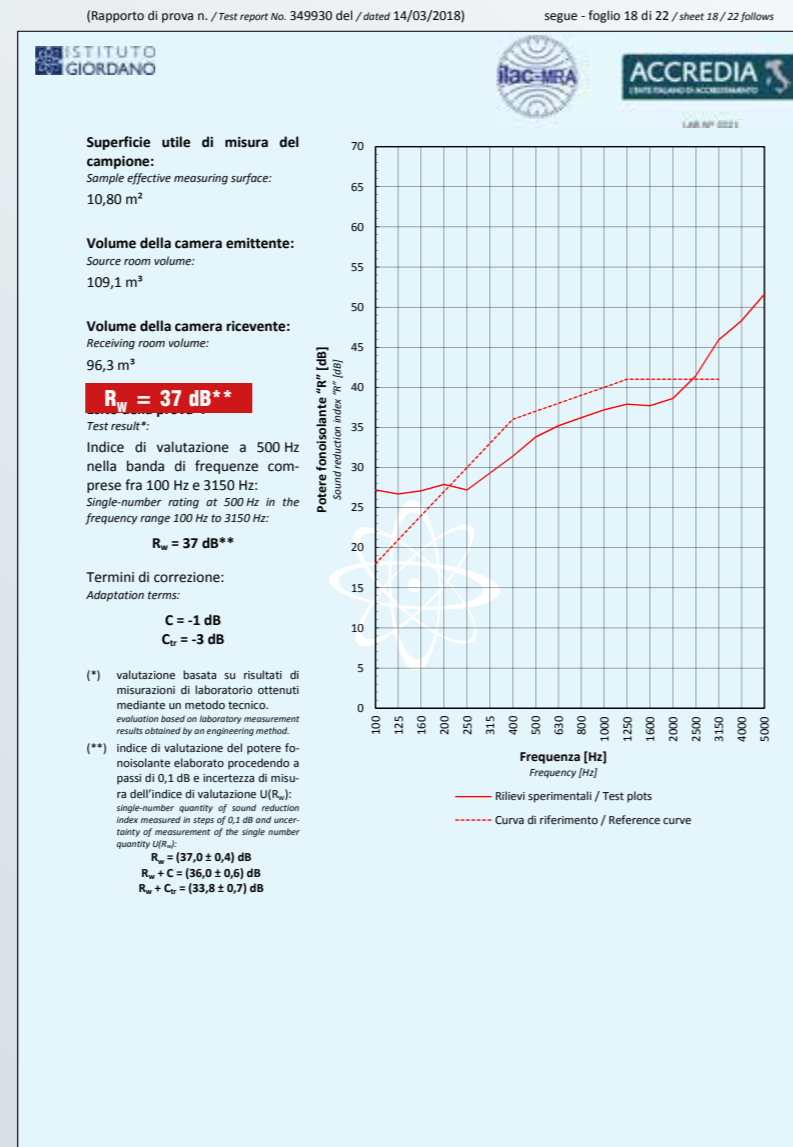 (Rapporto di prova n. / Test report No. 349930 del / dated 14/03/2018)
segue - foglio 18 di 22 / sheet 18 / 22 follows
ISTITUTO
GIORDANO
ilac-MRA
ACCREDIA
L'ENTE ITALIANO DI ACCREDITAMENTO
LAB N° 0021
Superficie utile di misura del
campione:
Sample effective measuring surface:
10,80 m²
Volume della camera emittente:
Source room volume:
109,1 m³
Volume della camera ricevente:
Receiving room volume:
96,3 m³
Rw = 37 dB**
Test result*:
Indice di valutazione a 500 Hz
nella banda di frequenze com-
prese fra 100 Hz e 3150 Hz:
Single-number rating at 500 Hz in the
frequency range 100 Hz to 3150 Hz:
Rw = 37 dB**
Termini di correzione:
Adaptation terms:
C = -1 dB
Ctr = -3 dB
(*) valutazione basata su risultati di
misurazioni di laboratorio ottenuti
mediante un metodo tecnico.
evaluation based on laboratory measurement
results obtained by an engineering method.
(**) indice di valutazione del potere fo-
noisolante elaborato procedendo a
passi di 0,1 dB e incertezza di misu-
ra dell'indice di valutazione U(Rw):
single-number quantity of sound reduction
index measured in steps of 0,1 dB and uncer-
tainty of measurement of the single number
quantity U(Rw):
Rw = (37,0 ± 0,4) dB
Rw + C = (36,0 ± 0,6) dB
Rw + Ctr = (33,8 ± 0,7) dB
Potere fonoisolante "R" [dB]
Sound reduction index "R" [dB]
70
65
60
55
50
45
40
35
30
25
20
15
10
5
0
100 125 160 200 250 315 400 500 630 800 1000 1250 1600 2000 2500 3150 4000 5000
Frequenza [Hz]
Frequency [Hz]
Rilievi sperimentali / Test plots
Curva di riferimento / Reference curve